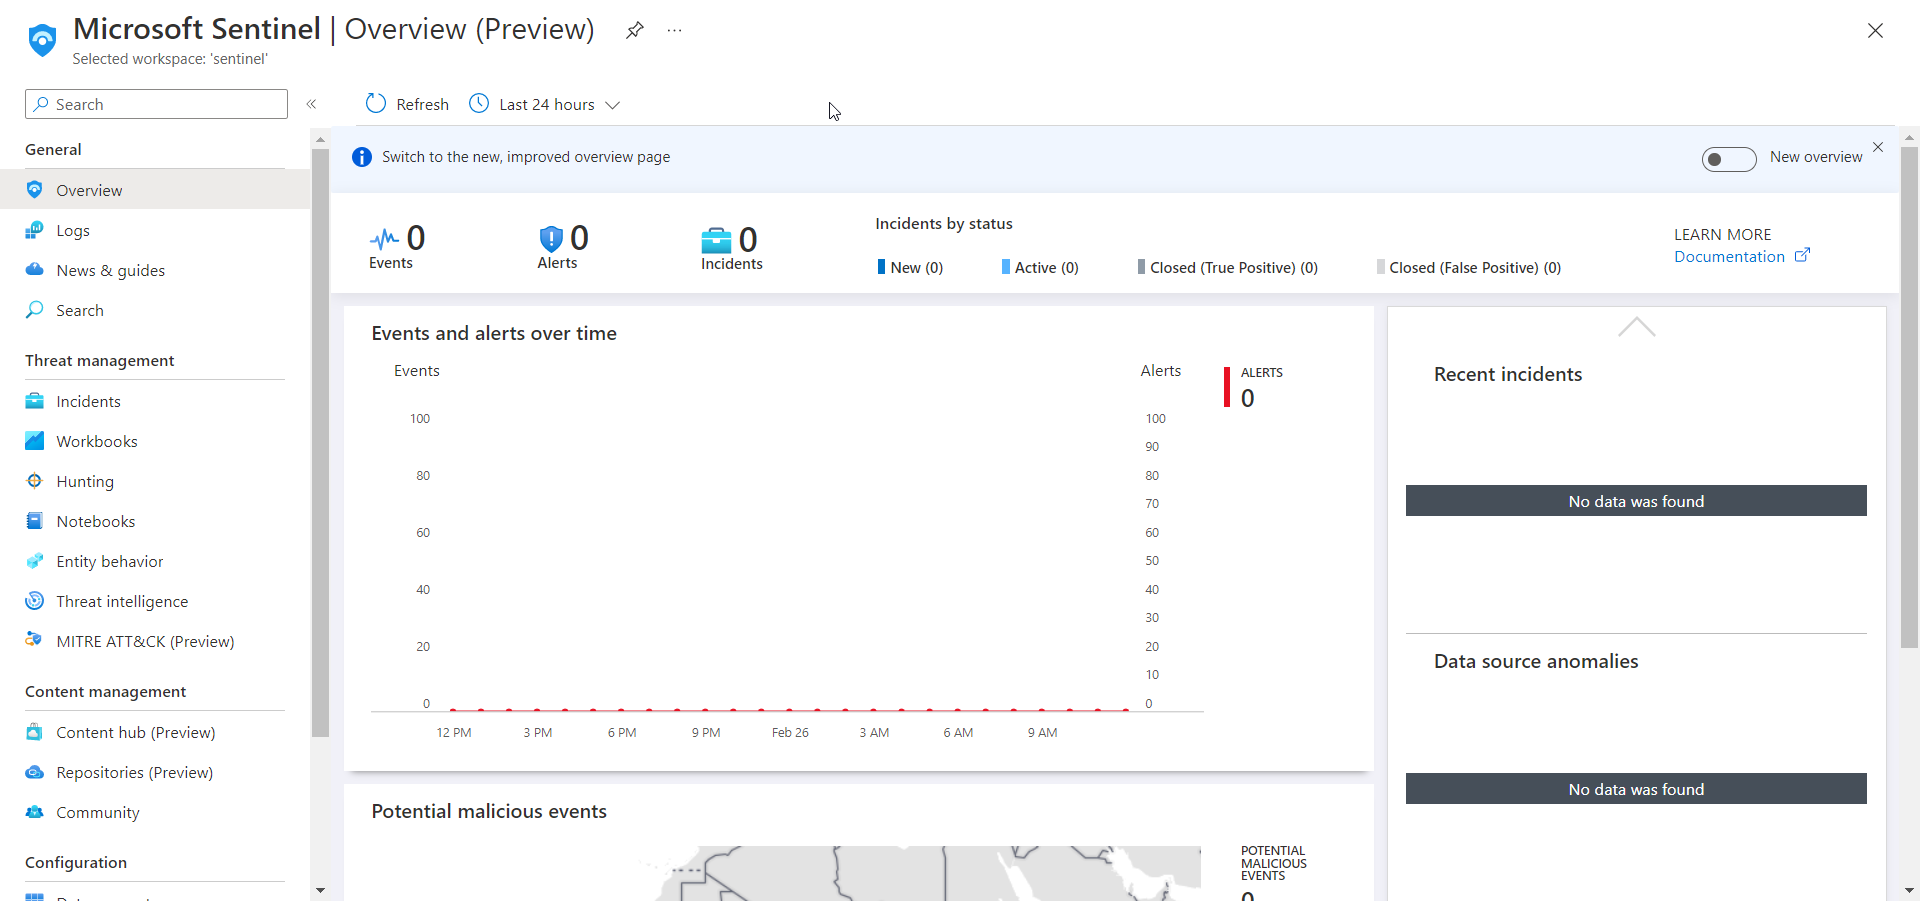 Microsoft Sentinel | Overview (Preview)
Selected workspace: 'sentinel'
Search
Refresh
Last 24 hours
General
Overview
Logs
News & guides
Search
Threat management
Incidents
Workbooks
Hunting
Notebooks
Entity behavior
Threat intelligence
MITRE ATT&CK (Preview)
Content management
Content hub (Preview)
Repositories (Preview)
Community
Configuration
Switch to the new, improved overview page
New overview
0
Events
0
Alerts
0
Incidents
Incidents by status
New (0)
Active (0)
Closed (True Positive) (0)
Closed (False Positive) (0)
LEARN MORE
Documentation
Events and alerts over time
Events
Alerts
ALERTS
0
100
80
60
40
20
0
100
90
80
70
60
50
40
30
20
10
0
12 PM
3 PM
6 PM
9 PM
Feb 26
3 AM
6 AM
9 AM
Potential malicious events
POTENTIAL
MALICIOUS
EVENTS
Recent incidents
No data was found
Data source anomalies
No data was found